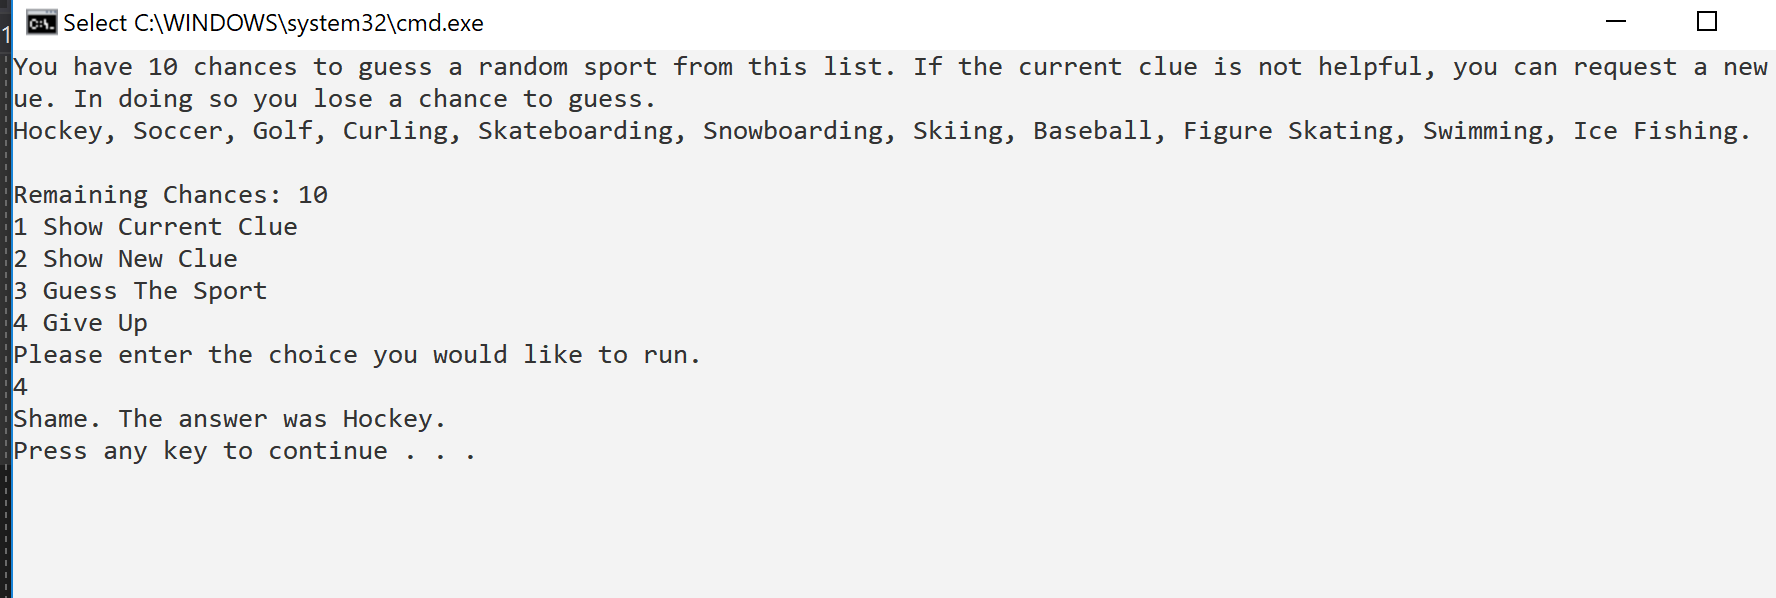 Select C:\WINDOWS\system32\cmd.exe
1
You have 10 chances to guess a random sport from this list. If the current clue is not helpful, you can request a new
ue. In doing so you lose a chance to guess.
Hockey, Soccer, Golf, Curling, Skateboarding, Snowboarding, Skiing, Baseball, Figure Skating, Swimming, Ice Fishing.
Remaining Chances: 10
1 Show Current Clue
2 Show New Clue
3 Guess The Sport
4 Give Up
Please enter the choice you would like to run.
4
Shame. The answer was Hockey.
Press any key to continue . . .